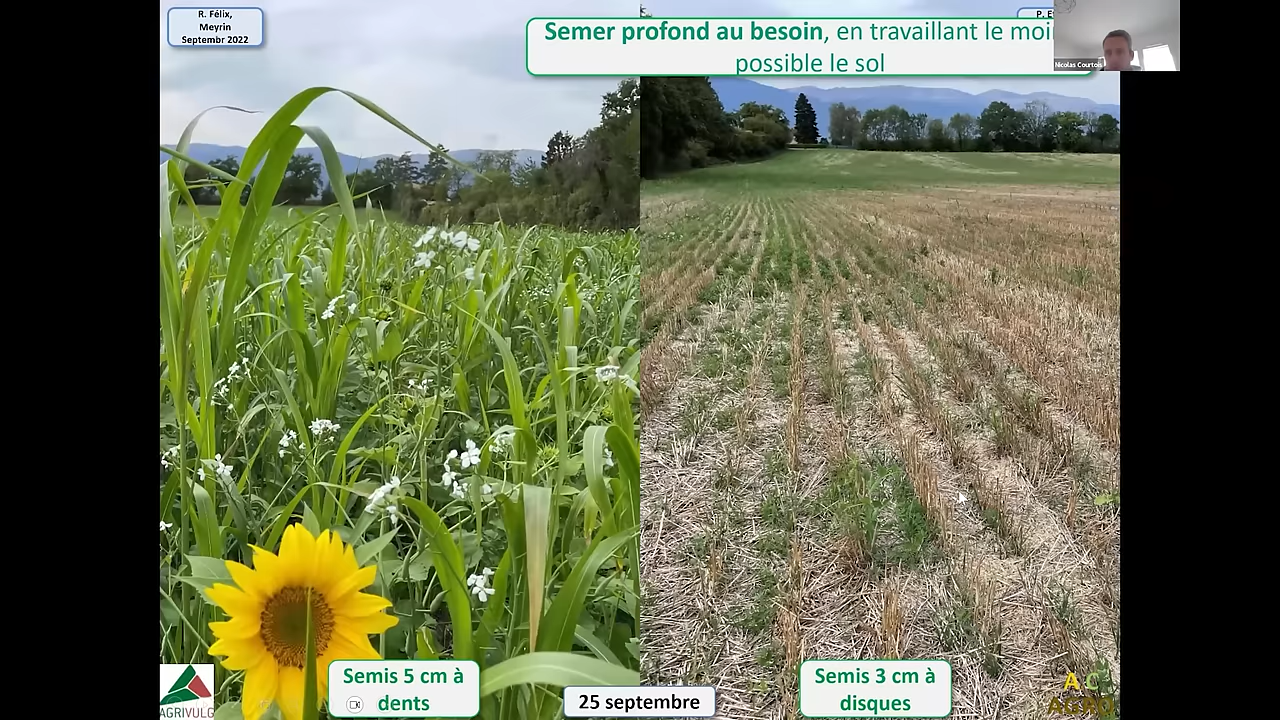 R. Félix,
Meyrin
Septembr 2022
Semer profond au besoin, en travaillant le moi
possible le sol
P. E
Nicolas Courtois
Semis 5 cm à
dents
25 septembre
Semis 3 cm à
disques
AGRIVULG